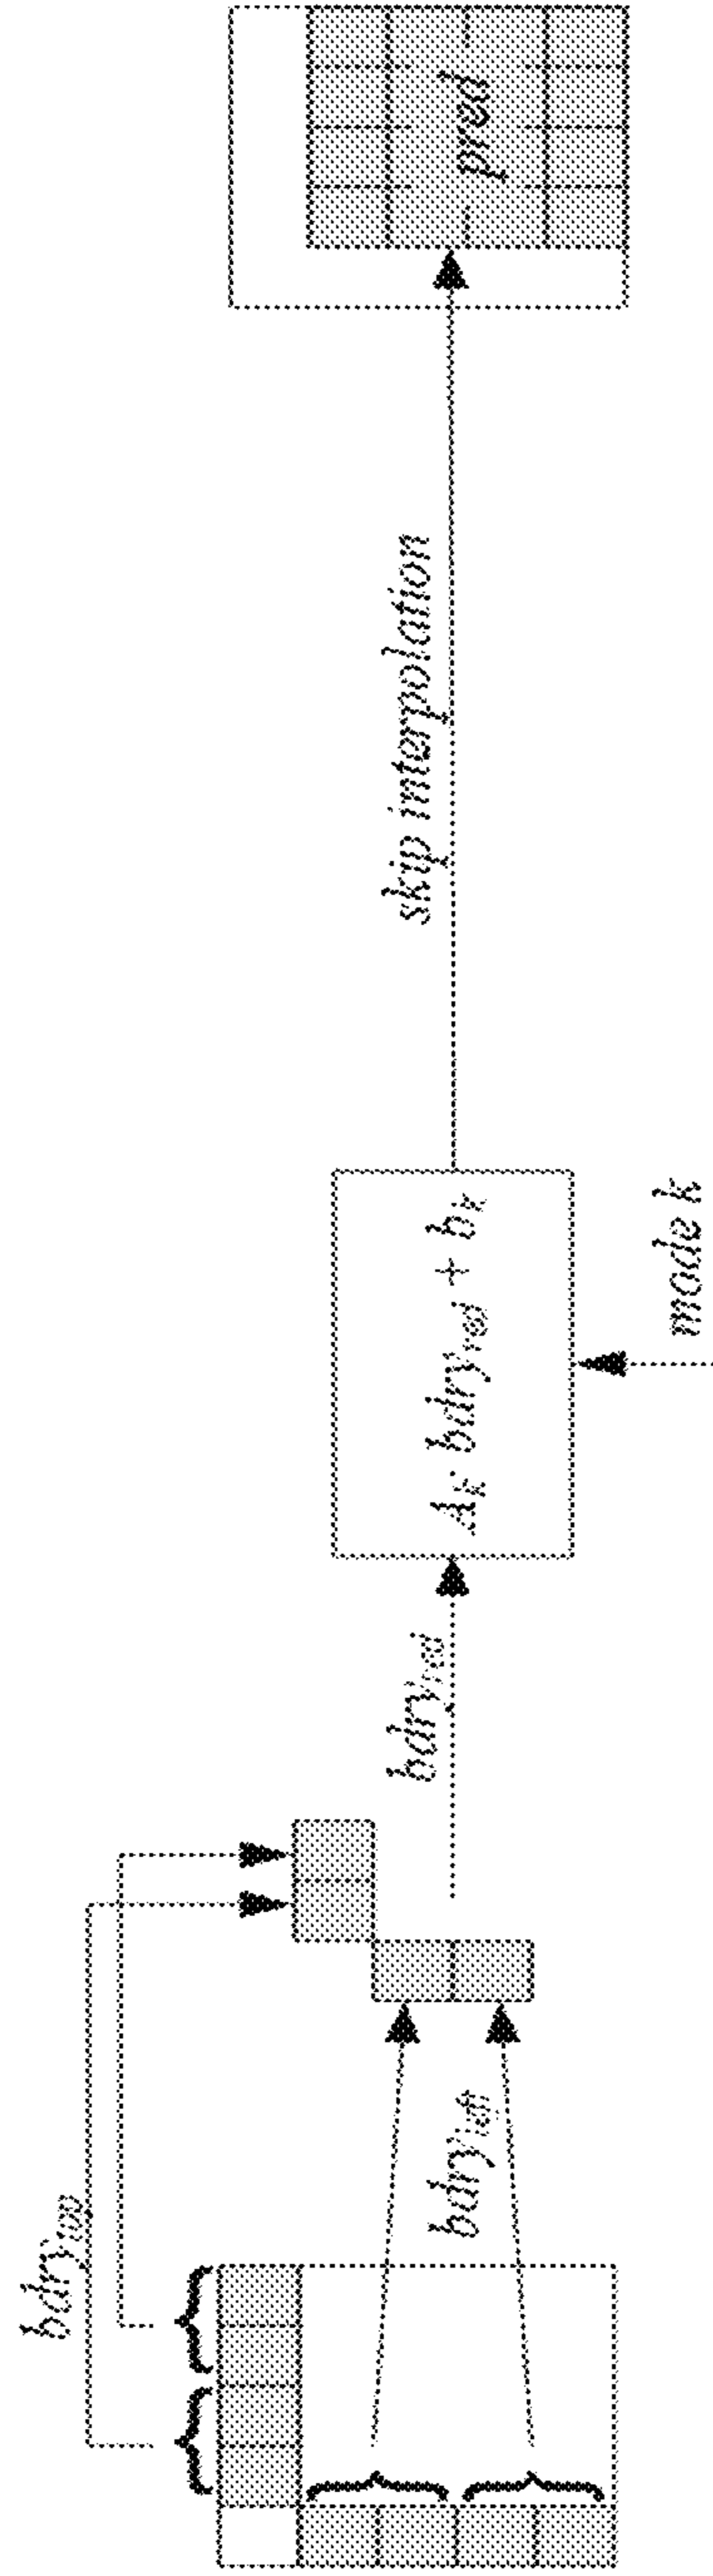 bdry_top
bdry_left
bdry_red
A_k · bdry_red + b_k
mode k
skip interpolation
pred